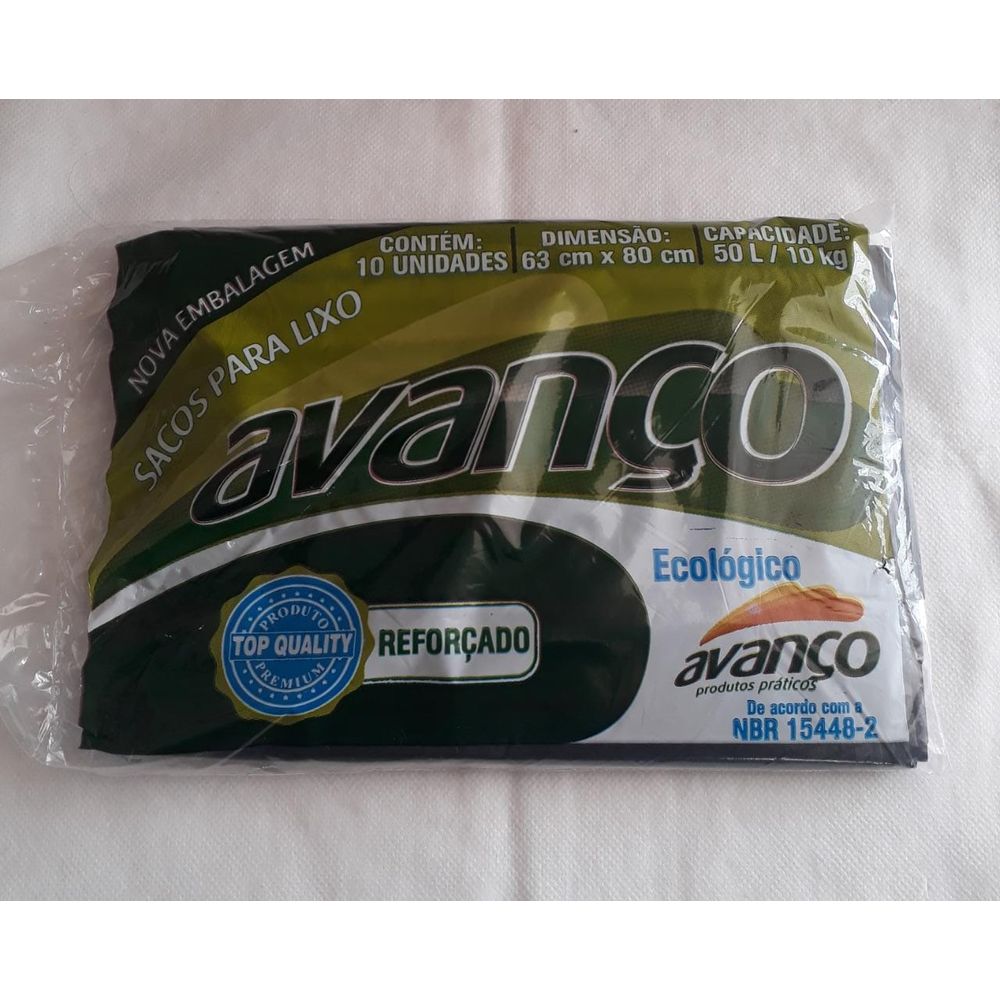 NOVA EMBALAGEM
SACOS PARA LIXO
CONTÉM:
10 UNIDADES
DIMENSÃO:
63 cm x 80 cm
CAPACIDADE:
50 L / 10 kg
avanço
PRODUTO
TOP QUALITY
PREMIUM
REFORÇADO
Ecológico
avanço
produtos práticos
De acordo com a
NBR 15448-2